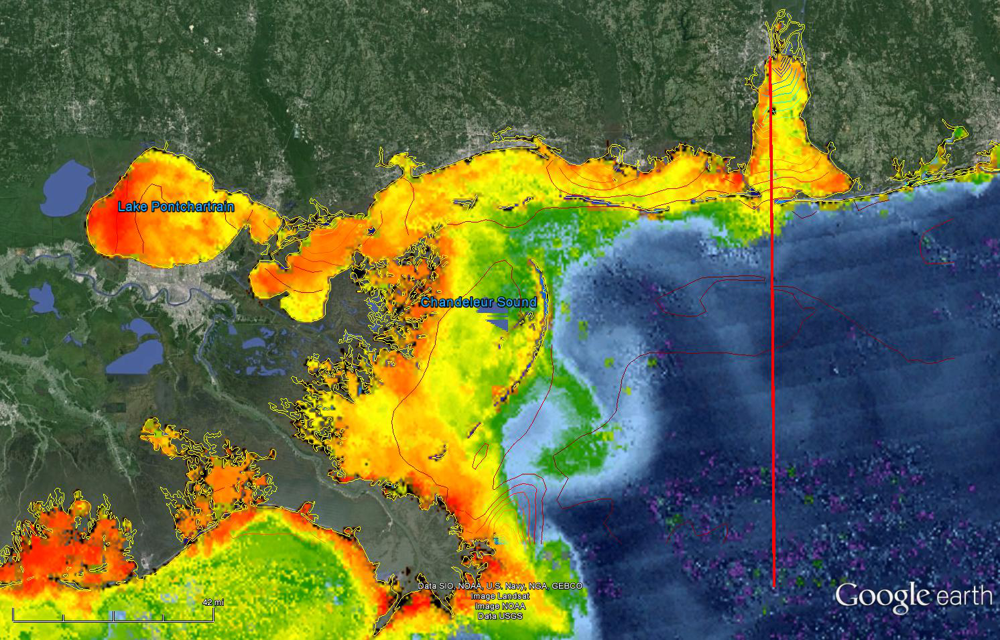 Lake Pontchartrain
Chandeleur Sound
Data SIO, NOAA, U.S. Navy, NGA, GEBCO
Image Landsat
Image NOAA
Data USGS
42 mi
Google earth